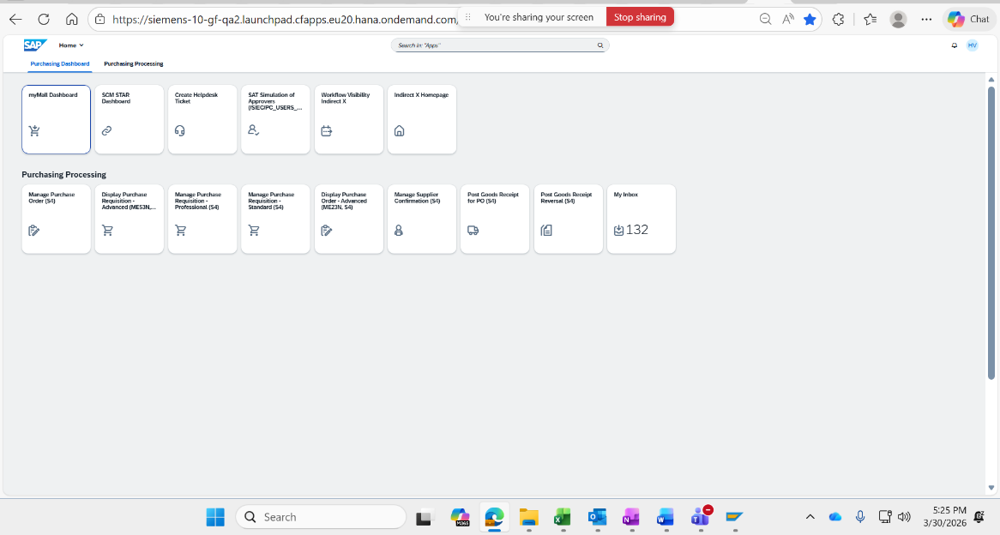 https://siemens-10-gf-qa2.launchpad.cfapps.eu20.hana.ondemand.com/
You're sharing your screen
Stop sharing
Chat
SAP
Home
Search In: "Apps"
HV
Purchasing Dashboard
Purchasing Processing
myMall Dashboard
SCM STAR
Dashboard
Create Helpdesk
Ticket
SAT Simulation of
Approvers
(/SIEC/PC_USERS_...
Workflow Visibility
Indirect X
Indirect X Homepage
Purchasing Processing
Manage Purchase
Order (S4)
Display Purchase
Requisition -
Advanced (ME53N,...
Manage Purchase
Requisition -
Professional (S4)
Manage Purchase
Requisition -
Standard (S4)
Display Purchase
Order - Advanced
(ME23N, S4)
Manage Supplier
Confirmation (S4)
Post Goods Receipt
for PO (S4)
Post Goods Receipt
Reversal (S4)
My Inbox
132
Search
M365
5:25 PM
3/30/2026